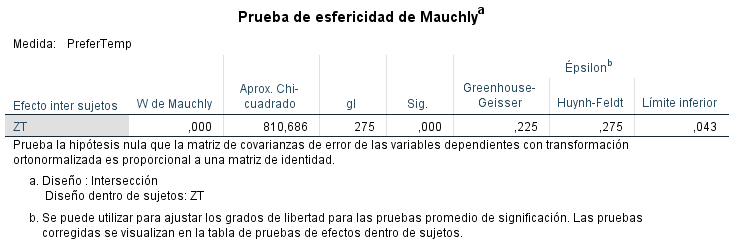 Prueba de esfericidad de Mauchlyᵃ
Medida: PreferTemp
Épsilonᵇ
Efecto inter sujetos W de Mauchly Aprox. Chi-cuadrado gl Sig. Greenhouse-Geisser Huynh-Feldt Límite inferior
ZT ,000 810,686 275 ,000 ,225 ,275 ,043
Prueba la hipótesis nula que la matriz de covarianzas de error de las variables dependientes con transformación
ortonormalizada es proporcional a una matriz de identidad.
a. Diseño : Intersección
Diseño dentro de sujetos: ZT
b. Se puede utilizar para ajustar los grados de libertad para las pruebas promedio de significación. Las pruebas
corregidas se visualizan en la tabla de pruebas de efectos dentro de sujetos.